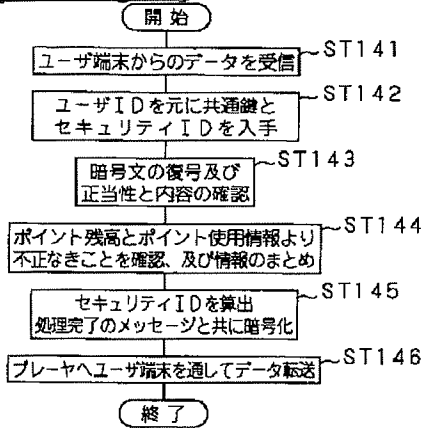 開始
ユーザ端末からのデータを受信
ST141
ユーザIDを元に共通鍵と
セキュリティIDを入手
ST142
暗号文の復号及び
正当性と内容の確認
ST143
ポイント残高とポイント使用情報より
不正なきことを確認、及び情報のまとめ
ST144
セキュリティIDを算出
処理完了のメッセージと共に暗号化
ST145
プレーヤへユーザ端末を通してデータ転送
ST146
終了